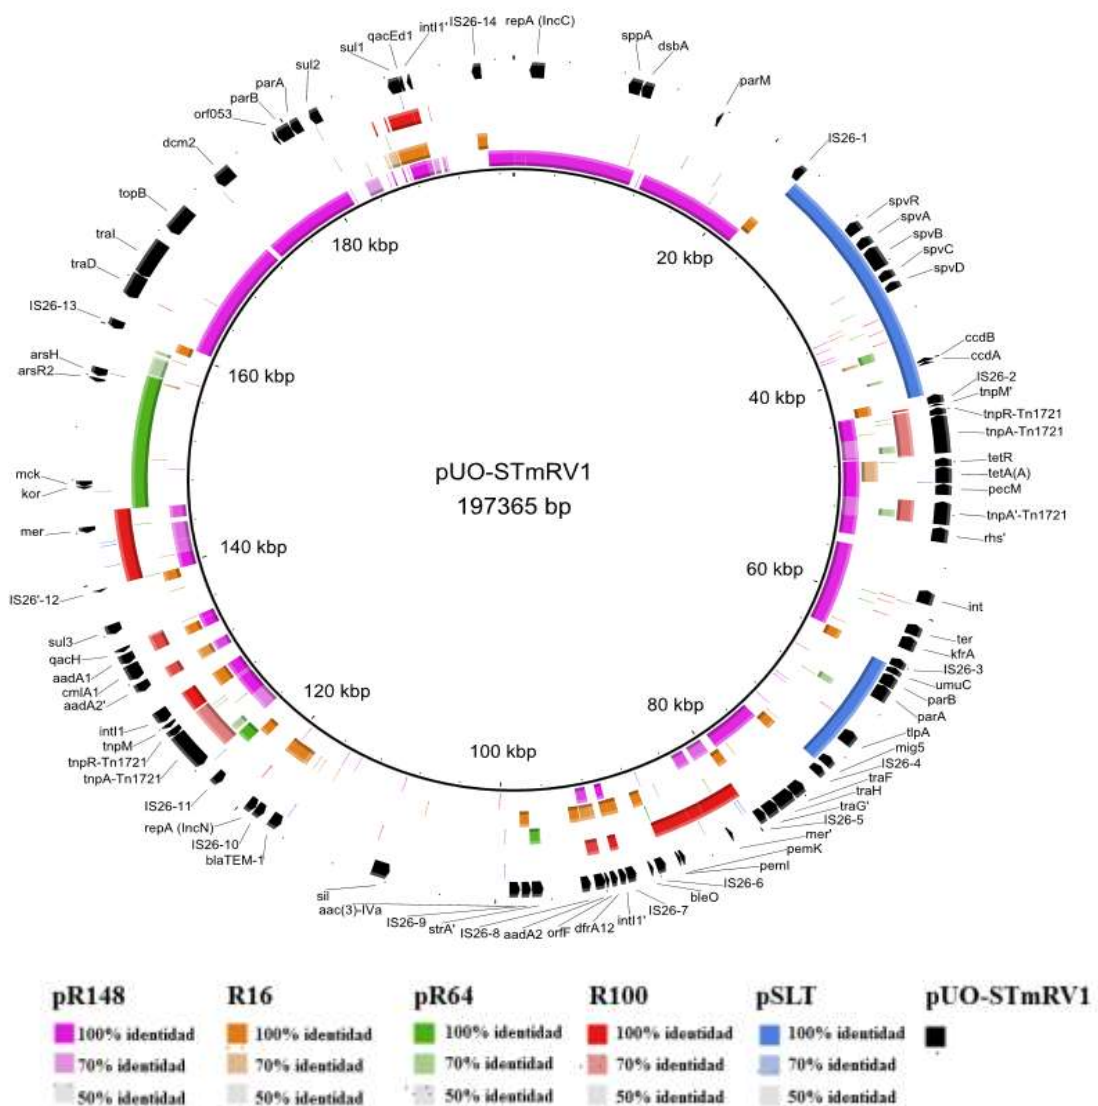 IS26-14
repA (IncC)
intI1'
qacEd1
sul1
sul2
parA
parB
orf053
dcm2
topB
traI
traD
IS26-13
arsH
arsR2
mck
kor
mer
IS26'-12
sul3
qacH
aadA1
cmlA1
aadA2'
intI1
tnpM
tnpR-Tn1721
tnpA-Tn1721
IS26-11
repA (IncN)
IS26-10
blaTEM-1
sil
aac(3)-IVa
IS26-9
strA'
IS26-8
aadA2
orfF
dfrA12
intI1'
IS26-7
bleO
IS26-6
pemI
pemK
mer'
IS26-5
traG'
traH
traF
IS26-4
mig5
tlpA
parA
parB
umuC
IS26-3
kfrA
ter
int
rhs'
tnpA'-Tn1721
pecM
tetA(A)
tetR
tnpA-Tn1721
tnpR-Tn1721
tnpM'
IS26-2
ccdA
ccdB
spvD
spvC
spvB
spvA
spvR
IS26-1
parM
dsbA
sppA
20 kbp
40 kbp
60 kbp
80 kbp
100 kbp
120 kbp
140 kbp
160 kbp
180 kbp
pUO-STmRV1
197365 bp
pR148 R16 pR64 R100 pSLT pUO-STmRV1
100% identidad 100% identidad 100% identidad 100% identidad 100% identidad
70% identidad 70% identidad 70% identidad 70% identidad 70% identidad
50% identidad 50% identidad 50% identidad 50% identidad 50% identidad